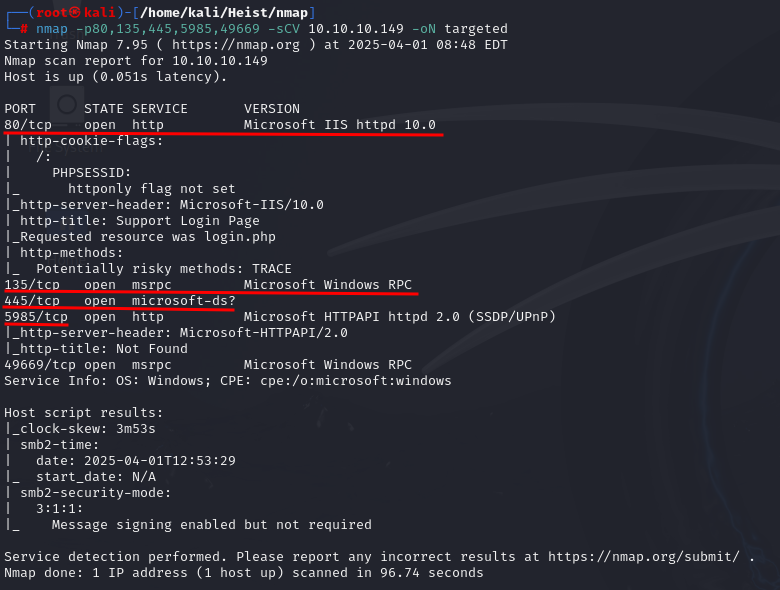 ┌──(root㉿kali)-[/home/kali/Heist/nmap]
└─# nmap -p80,135,445,5985,49669 -sCV 10.10.10.149 -oN targeted
Starting Nmap 7.95 ( https://nmap.org ) at 2025-04-01 08:48 EDT
Nmap scan report for 10.10.10.149
Host is up (0.051s latency).

PORT      STATE SERVICE       VERSION
80/tcp    open  http          Microsoft IIS httpd 10.0
| http-cookie-flags:
|   /:
|     PHPSESSID:
|_      httponly flag not set
|_http-server-header: Microsoft-IIS/10.0
| http-title: Support Login Page
|_Requested resource was login.php
| http-methods:
|_  Potentially risky methods: TRACE
135/tcp   open  msrpc         Microsoft Windows RPC
445/tcp   open  microsoft-ds?
5985/tcp  open  http          Microsoft HTTPAPI httpd 2.0 (SSDP/UPnP)
|_http-server-header: Microsoft-HTTPAPI/2.0
|_http-title: Not Found
49669/tcp open  msrpc         Microsoft Windows RPC
Service Info: OS: Windows; CPE: cpe:/o:microsoft:windows

Host script results:
|_clock-skew: 3m53s
| smb2-time:
|   date: 2025-04-01T12:53:29
|_  start_date: N/A
| smb2-security-mode:
|   3:1:1:
|_    Message signing enabled but not required

Service detection performed. Please report any incorrect results at https://nmap.org/submit/ .
Nmap done: 1 IP address (1 host up) scanned in 96.74 seconds